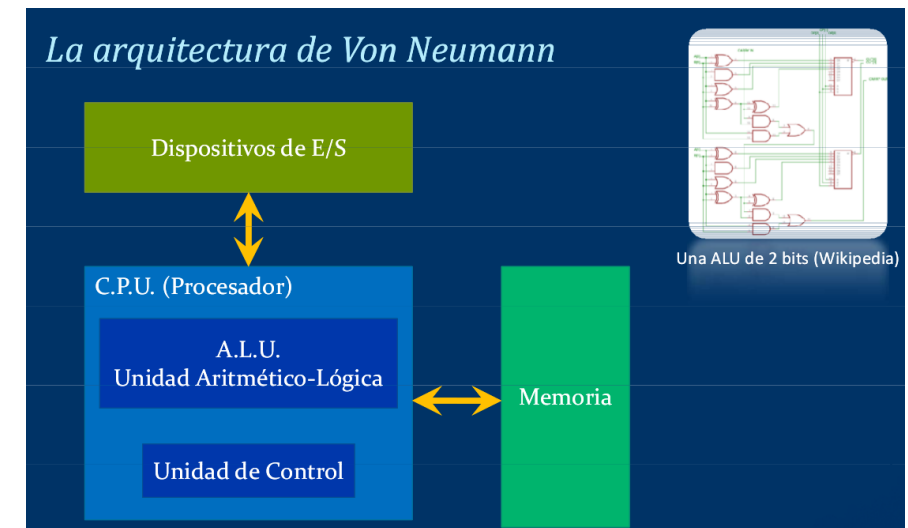 La arquitectura de Von Neumann
Dispositivos de E/S
Una ALU de 2 bits (Wikipedia)
C.P.U. (Procesador)
A.L.U.
Unidad Aritmético-Lógica
Memoria
Unidad de Control